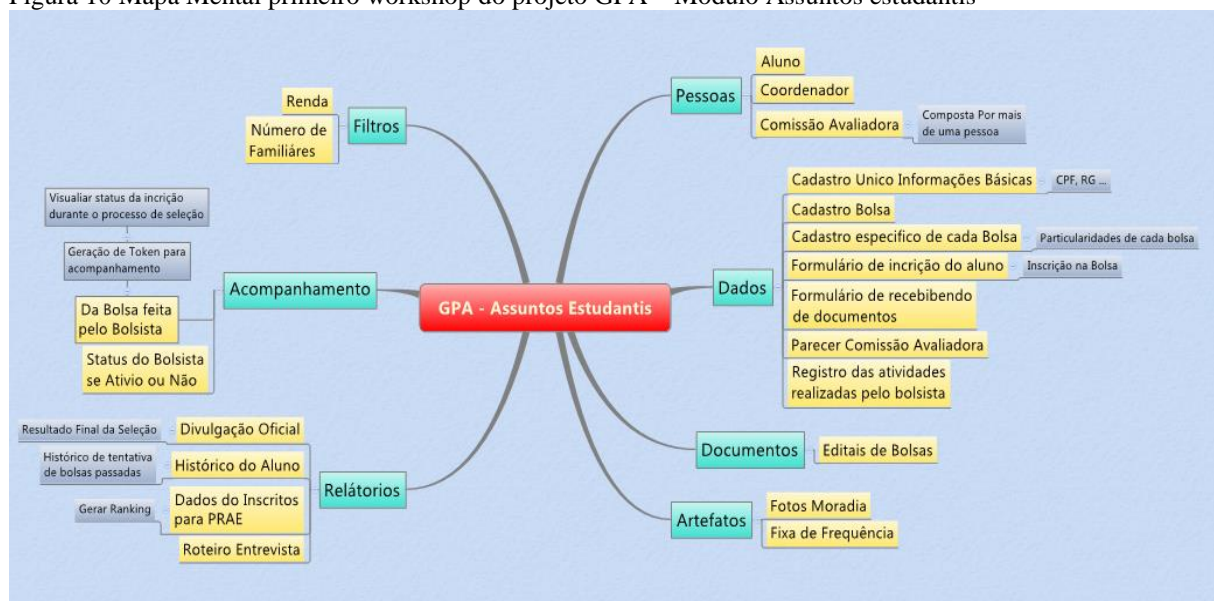 Figura 10 Mapa Mental primeiro workshop do projeto GPA – Módulo Assuntos estudantis
GPA - Assuntos Estudantis
Pessoas
Aluno
Coordenador
Comissão Avaliadora
Composta Por mais
de uma pessoa
Dados
Cadastro Unico Informações Básicas
CPF, RG ...
Cadastro Bolsa
Cadastro especifico de cada Bolsa
Particularidades de cada bolsa
Formulário de incrição do aluno
Inscrição na Bolsa
Formulário de recebibendo
de documentos
Parecer Comissão Avaliadora
Registro das atividades
realizadas pelo bolsista
Documentos
Editais de Bolsas
Artefatos
Fotos Moradia
Fixa de Frequência
Filtros
Renda
Número de
Familiáres
Acompanhamento
Visualiar status da incrição
durante o processo de seleção
Geração de Token para
acompanhamento
Da Bolsa feita
pelo Bolsista
Status do Bolsista
se Ativio ou Não
Relátorios
Divulgação Oficial
Resultado Final da Seleção
Histórico do Aluno
Histórico de tentativa
de bolsas passadas
Dados do Inscritos
para PRAE
Gerar Ranking
Roteiro Entrevista